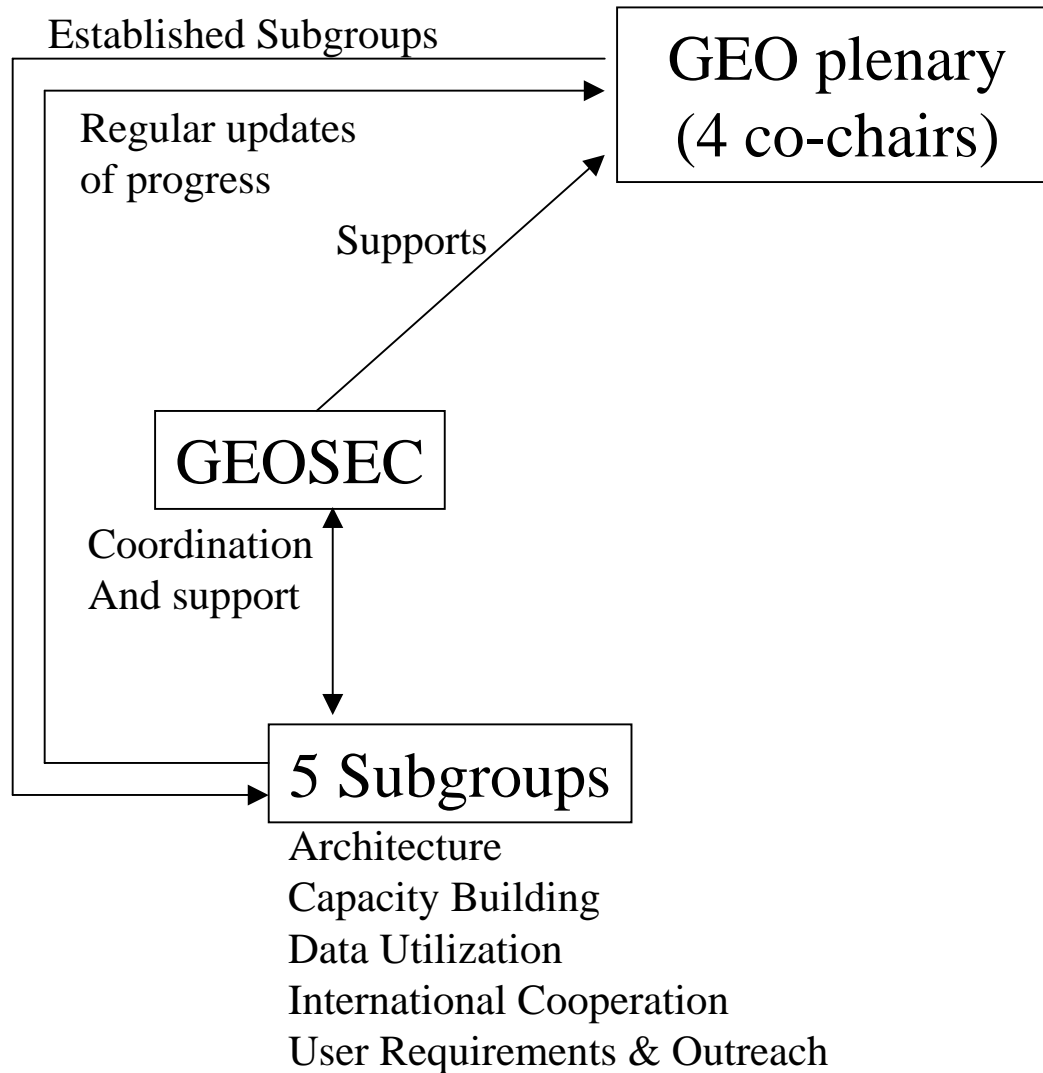 Established Subgroups
GEO plenary
(4 co-chairs)
Regular updates
of progress
Supports
GEOSEC
Coordination
And support
5 Subgroups
Architecture
Capacity Building
Data Utilization
International Cooperation
User Requirements & Outreach